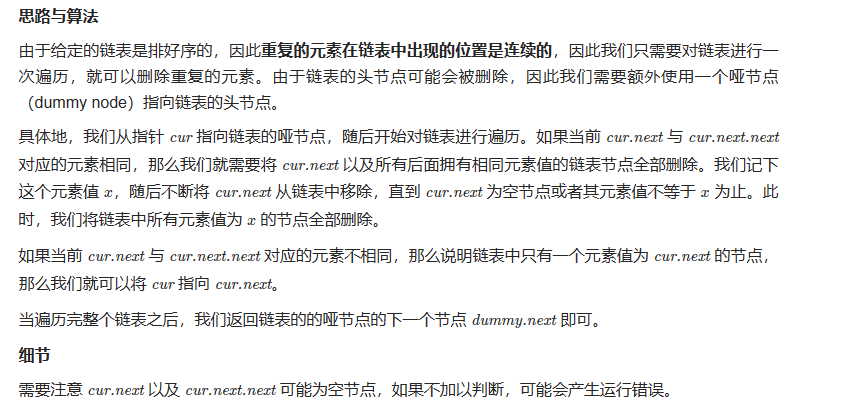 思路与算法
由于给定的链表是排好序的，因此重复的元素在链表中出现的位置是连续的，因此我们只需要对链表进行一
次遍历，就可以删除重复的元素。由于链表的头节点可能会被删除，因此我们需要额外使用一个哑节点
（dummy node）指向链表的头节点。
具体地，我们从指针 cur 指向链表的哑节点，随后开始对链表进行遍历。如果当前 cur.next 与 cur.next.next
对应的元素相同，那么我们就需要将 cur.next 以及所有后面拥有相同元素值的链表节点全部删除。我们记下
这个元素值 x，随后不断将 cur.next 从链表中移除，直到 cur.next 为空节点或者其元素值不等于 x 为止。此
时，我们将链表中所有元素值为 x 的节点全部删除。
如果当前 cur.next 与 cur.next.next 对应的元素不相同，那么说明链表中只有一个元素值为 cur.next 的节点，
那么我们就可以将 cur 指向 cur.next。
当遍历完整个链表之后，我们返回链表的的哑节点的下一个节点 dummy.next 即可。
细节
需要注意 cur.next 以及 cur.next.next 可能为空节点，如果不加以判断，可能会产生运行错误。